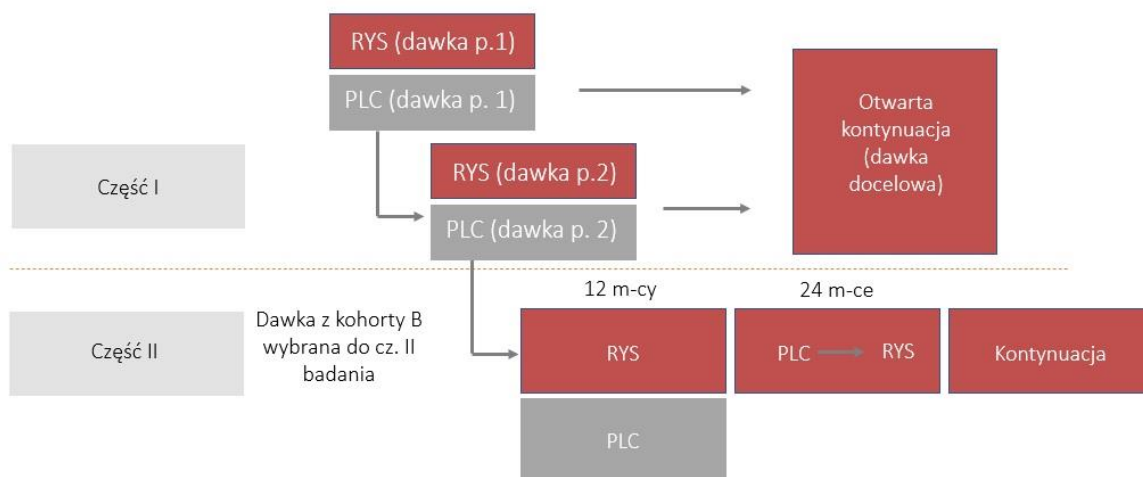 RYS (dawka p.1)
PLC (dawka p. 1)
Otwarta
kontynuacja
(dawka
docelowa)
Część I
RYS (dawka p.2)
PLC (dawka p. 2)
12 m-cy
24 m-ce
Część II
Dawka z kohorty B
wybrana do cz. II
badania
RYS
PLC RYS
Kontynuacja
PLC